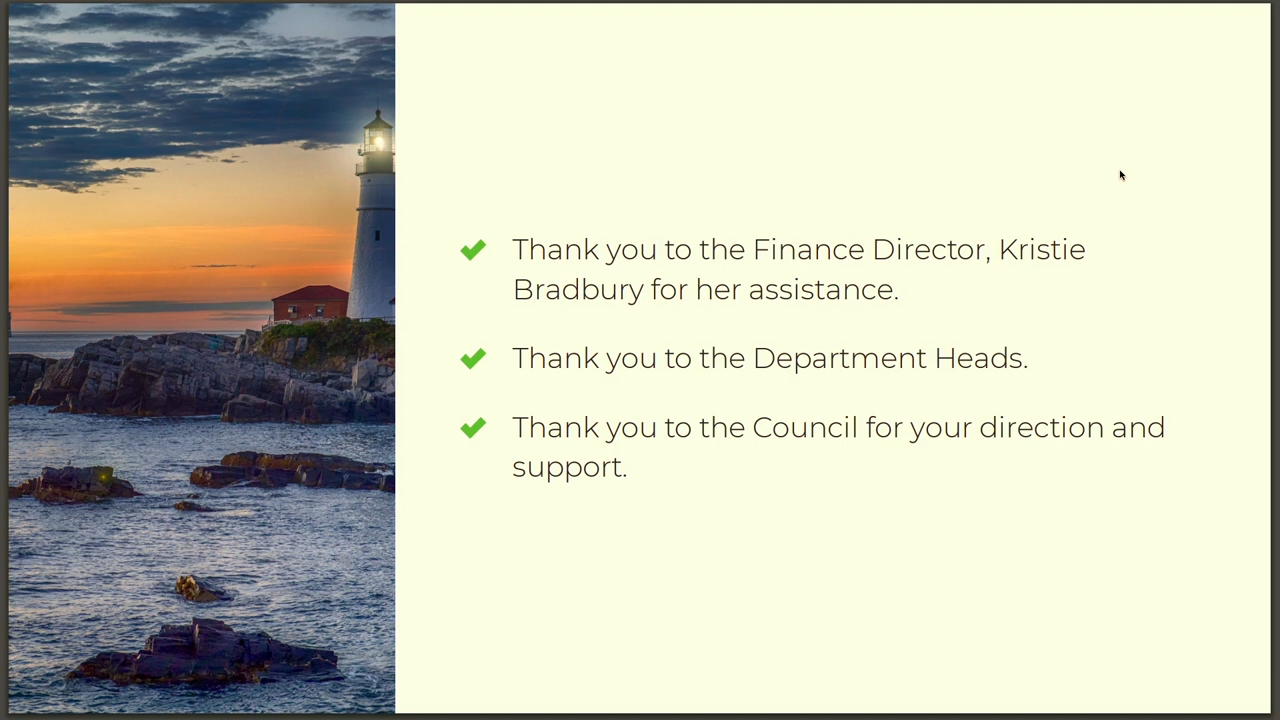 Thank you to the Finance Director, Kristie
Bradbury for her assistance.
Thank you to the Department Heads.
Thank you to the Council for your direction and
support.